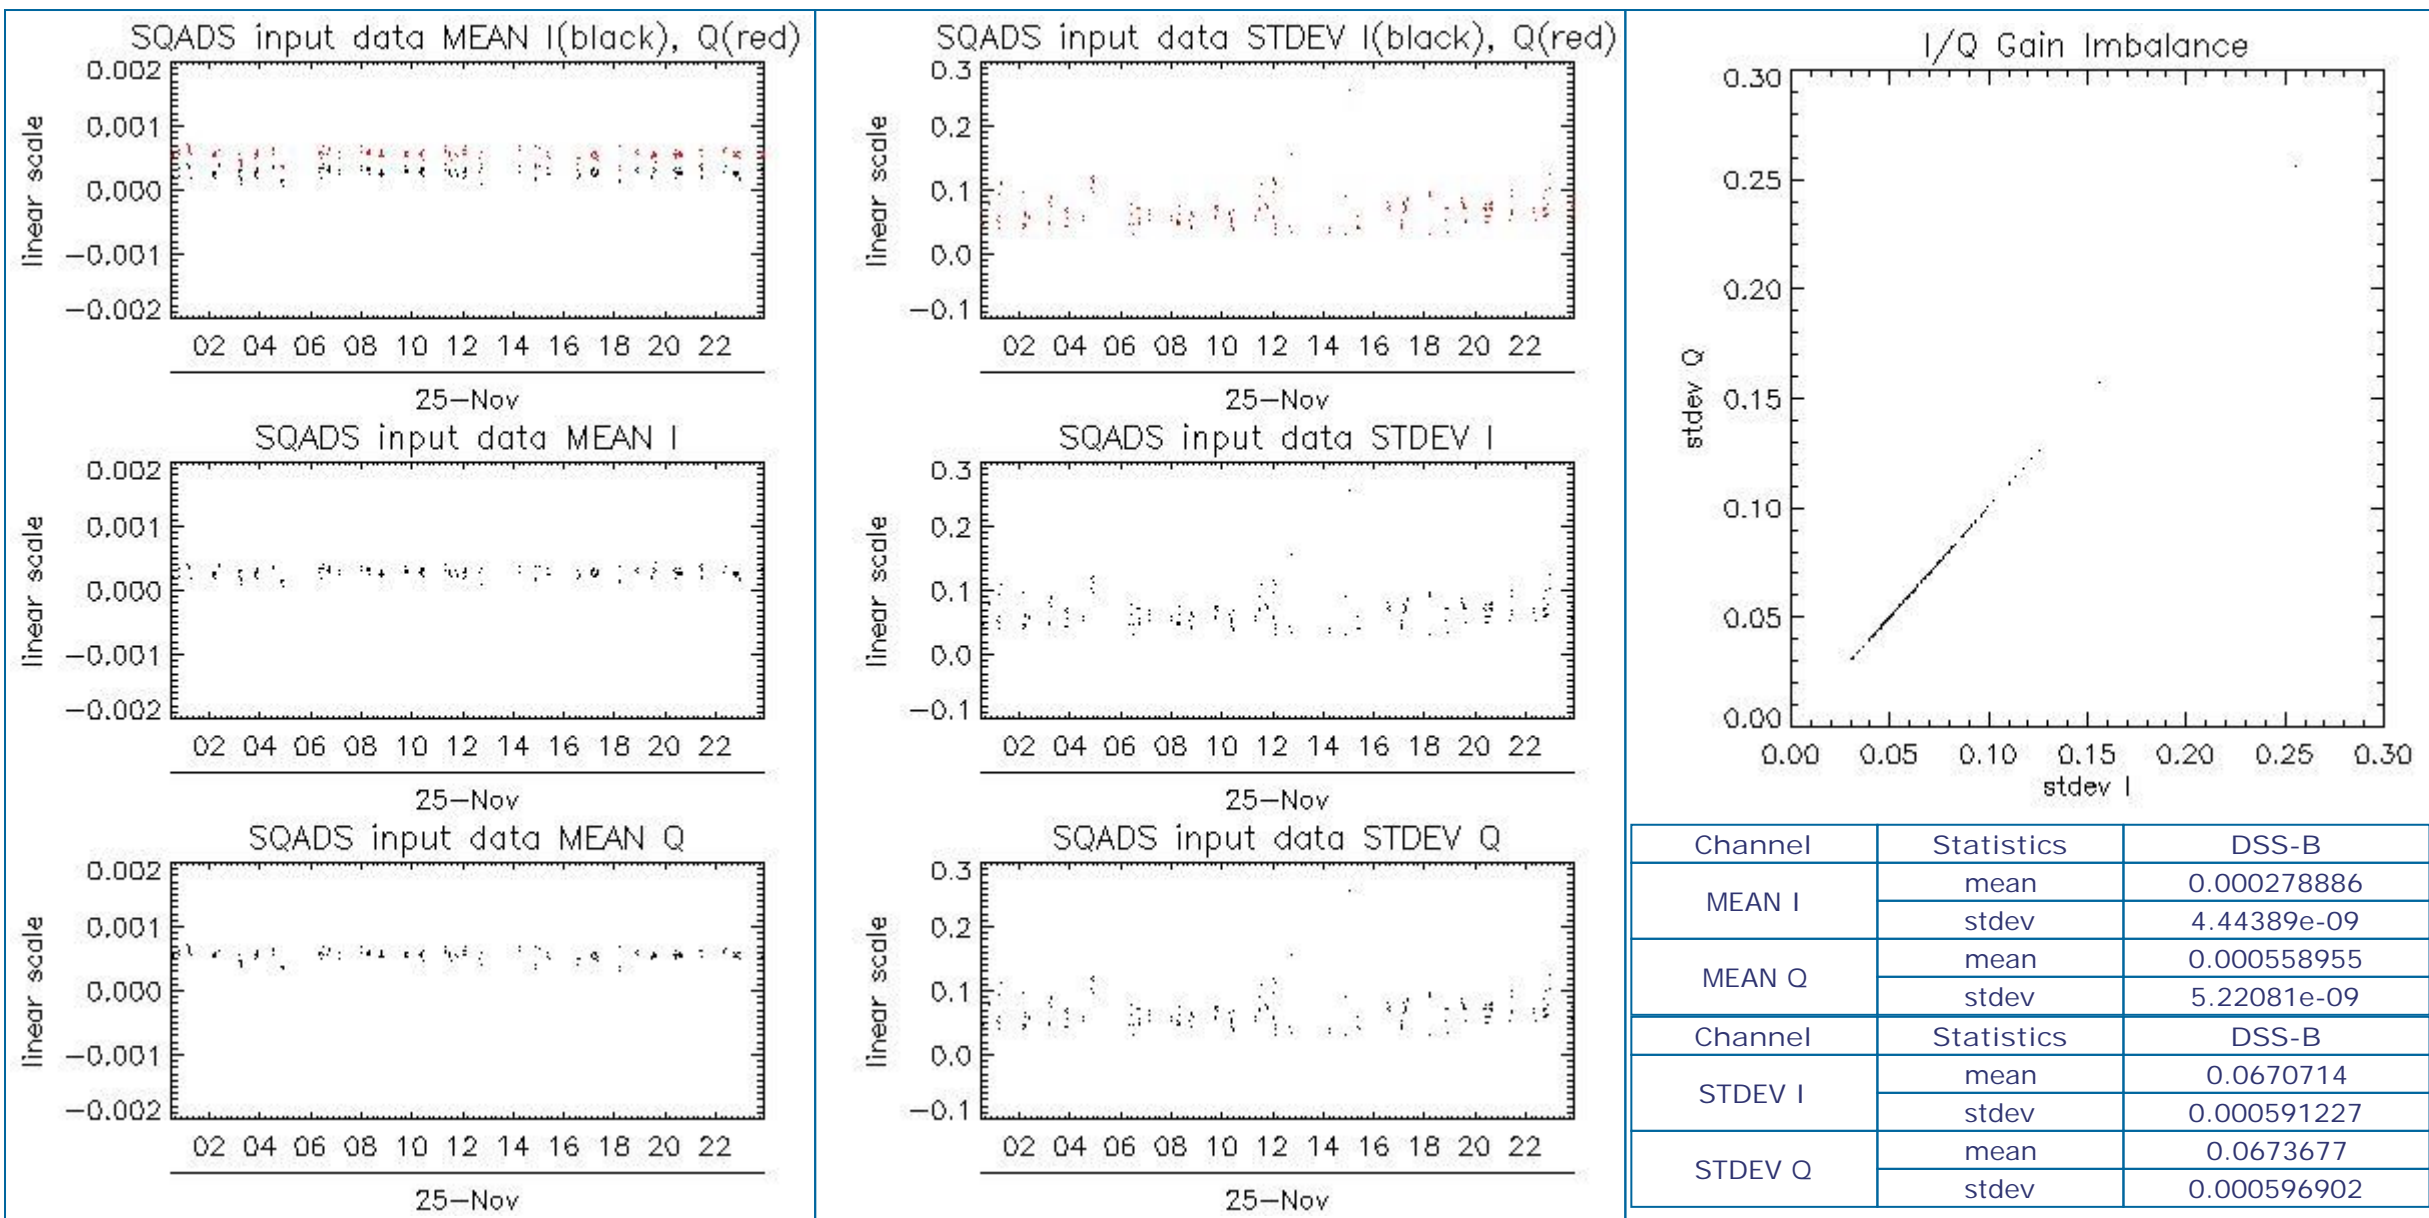 SQADS input data MEAN I(black), Q(red)
0.002
0.001
0.000
−0.001
−0.002
linear scale
02 04 06 08 10 12 14 16 18 20 22
25−Nov
SQADS input data MEAN I
0.002
0.001
0.000
−0.001
−0.002
linear scale
02 04 06 08 10 12 14 16 18 20 22
25−Nov
SQADS input data MEAN Q
0.002
0.001
0.000
−0.001
−0.002
linear scale
02 04 06 08 10 12 14 16 18 20 22
25−Nov
SQADS input data STDEV I(black), Q(red)
0.3
0.2
0.1
0.0
−0.1
linear scale
02 04 06 08 10 12 14 16 18 20 22
25−Nov
SQADS input data STDEV I
0.3
0.2
0.1
0.0
−0.1
linear scale
02 04 06 08 10 12 14 16 18 20 22
25−Nov
SQADS input data STDEV Q
0.3
0.2
0.1
0.0
−0.1
linear scale
02 04 06 08 10 12 14 16 18 20 22
25−Nov
I/Q Gain Imbalance
0.30
0.25
0.20
0.15
0.10
0.05
0.00
stdev Q
0.00 0.05 0.10 0.15 0.20 0.25 0.30
stdev I
Channel Statistics DSS-B
MEAN I mean 0.000278886
stdev 4.44389e-09
MEAN Q mean 0.000558955
stdev 5.22081e-09
Channel Statistics DSS-B
STDEV I mean 0.0670714
stdev 0.000591227
STDEV Q mean 0.0673677
stdev 0.000596902